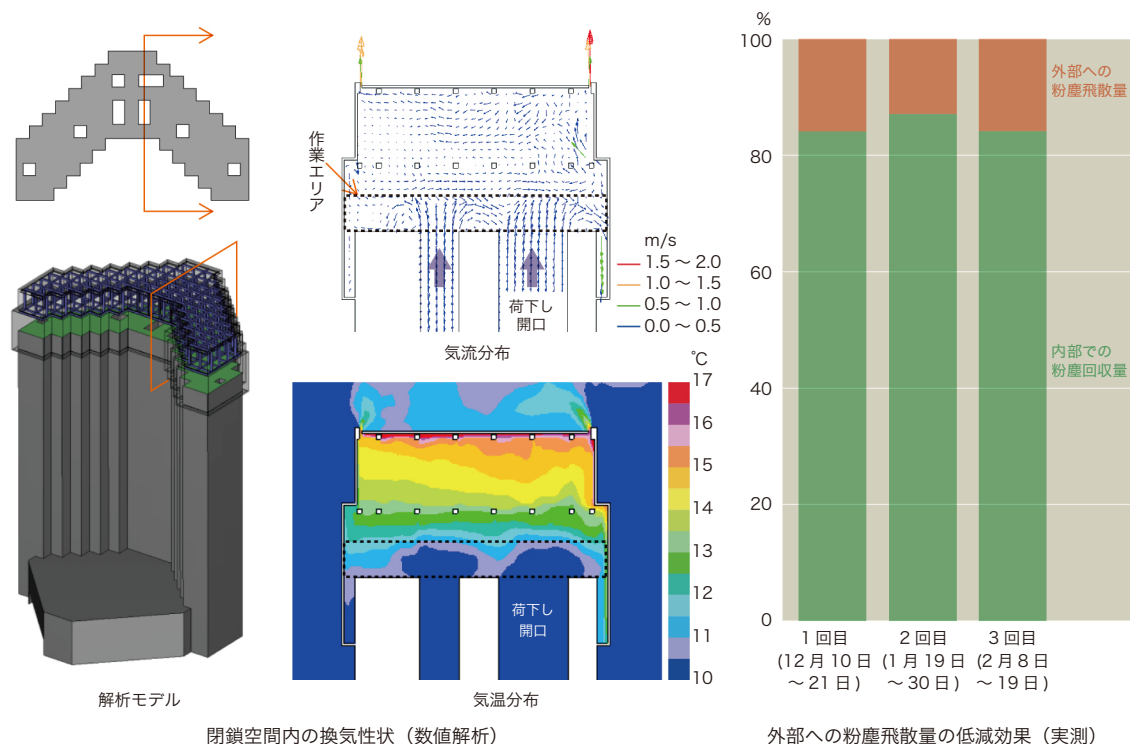 作業エリア
m/s
1.5 ~ 2.0
1.0 ~ 1.5
0.5 ~ 1.0
0.0 ~ 0.5
荷下し
開口
気流分布
℃
17
16
15
14
13
12
11
10
荷下し
開口
気温分布
解析モデル
閉鎖空間内の換気性状（数値解析）
%
100
80
60
40
20
0
外部への
粉塵飛散量
内部での
粉塵回収量
1 回目
(12 月 10 日
～ 21 日 )
2 回目
(1 月 19 日
～ 30 日 )
3 回目
(2 月 8 日
～ 19 日 )
外部への粉塵飛散量の低減効果（実測）